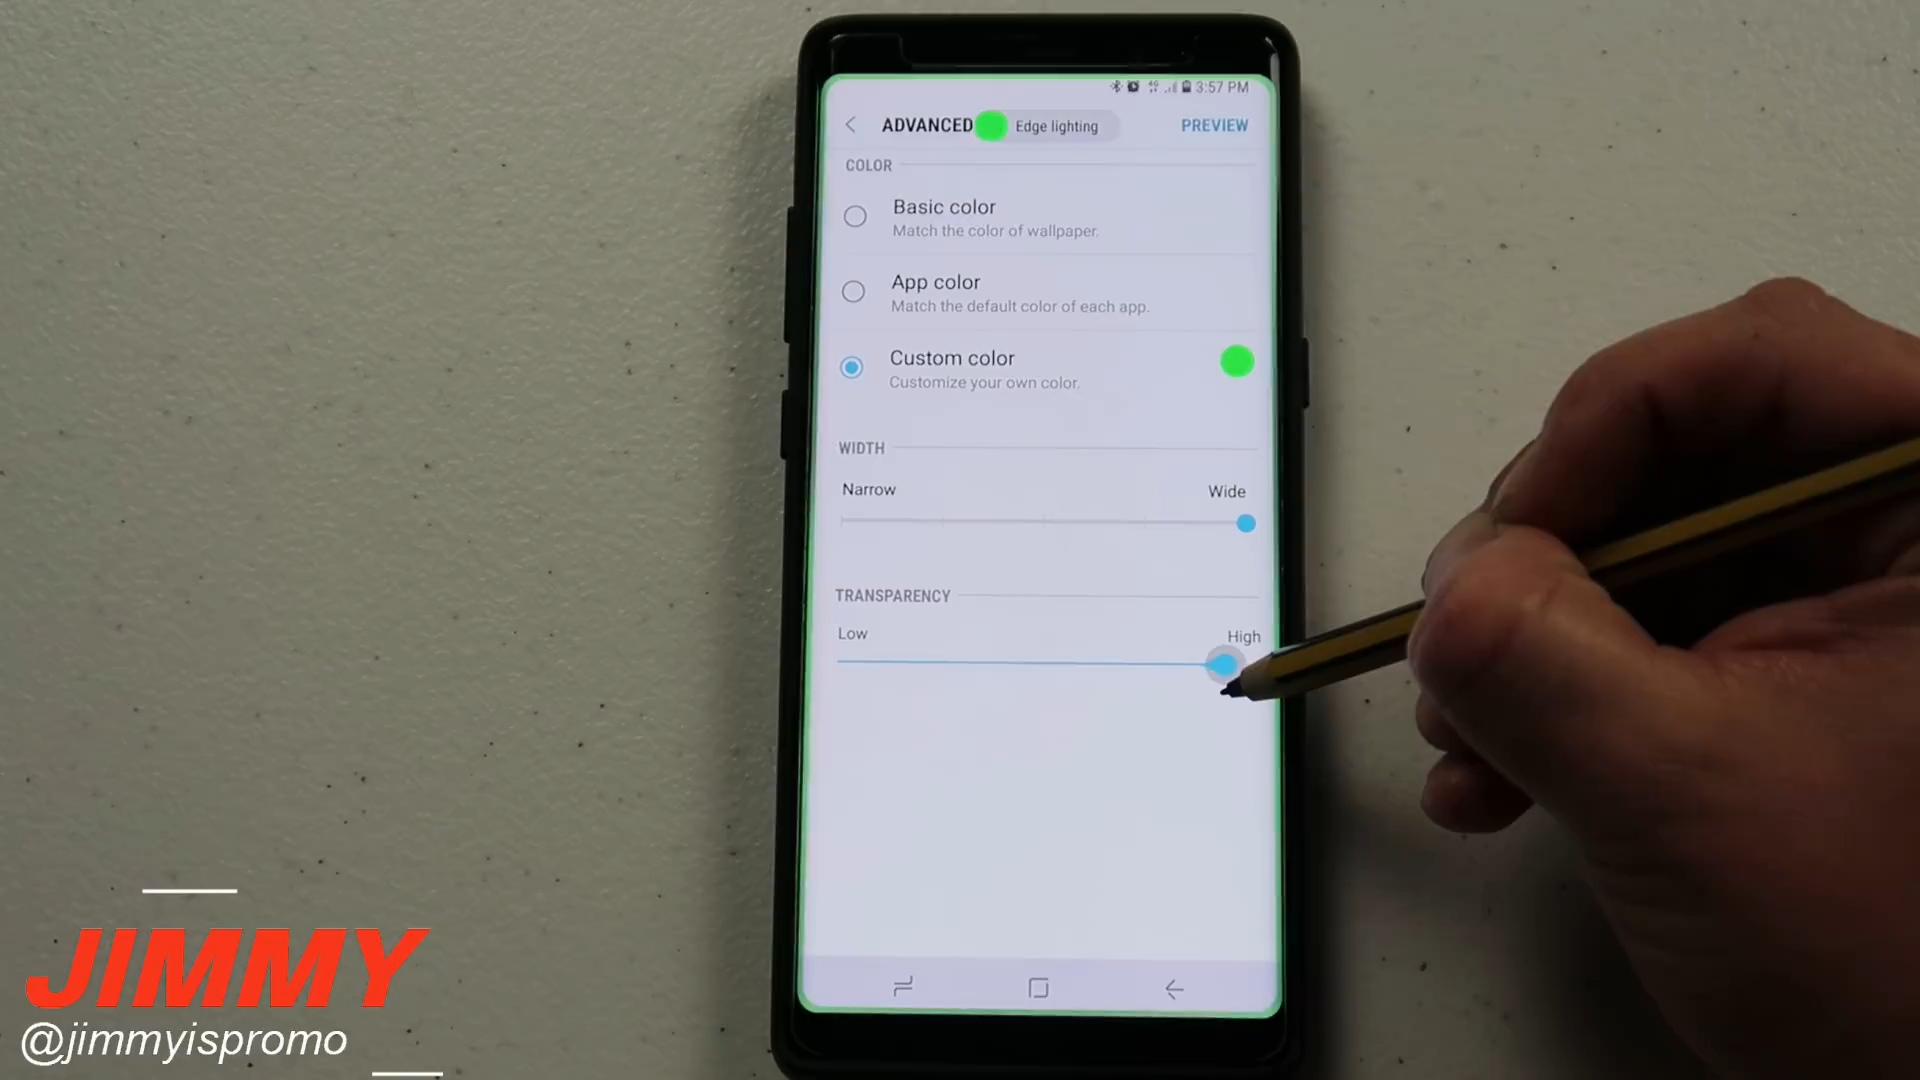 3:57 PM
ADVANCED
Edge lighting
PREVIEW
COLOR
Basic color
Match the color of wallpaper.
App color
Match the default color of each app.
Custom color
Customize your own color.
WIDTH
Narrow
Wide
TRANSPARENCY
Low
High
JIMMY
@jimmyispromo